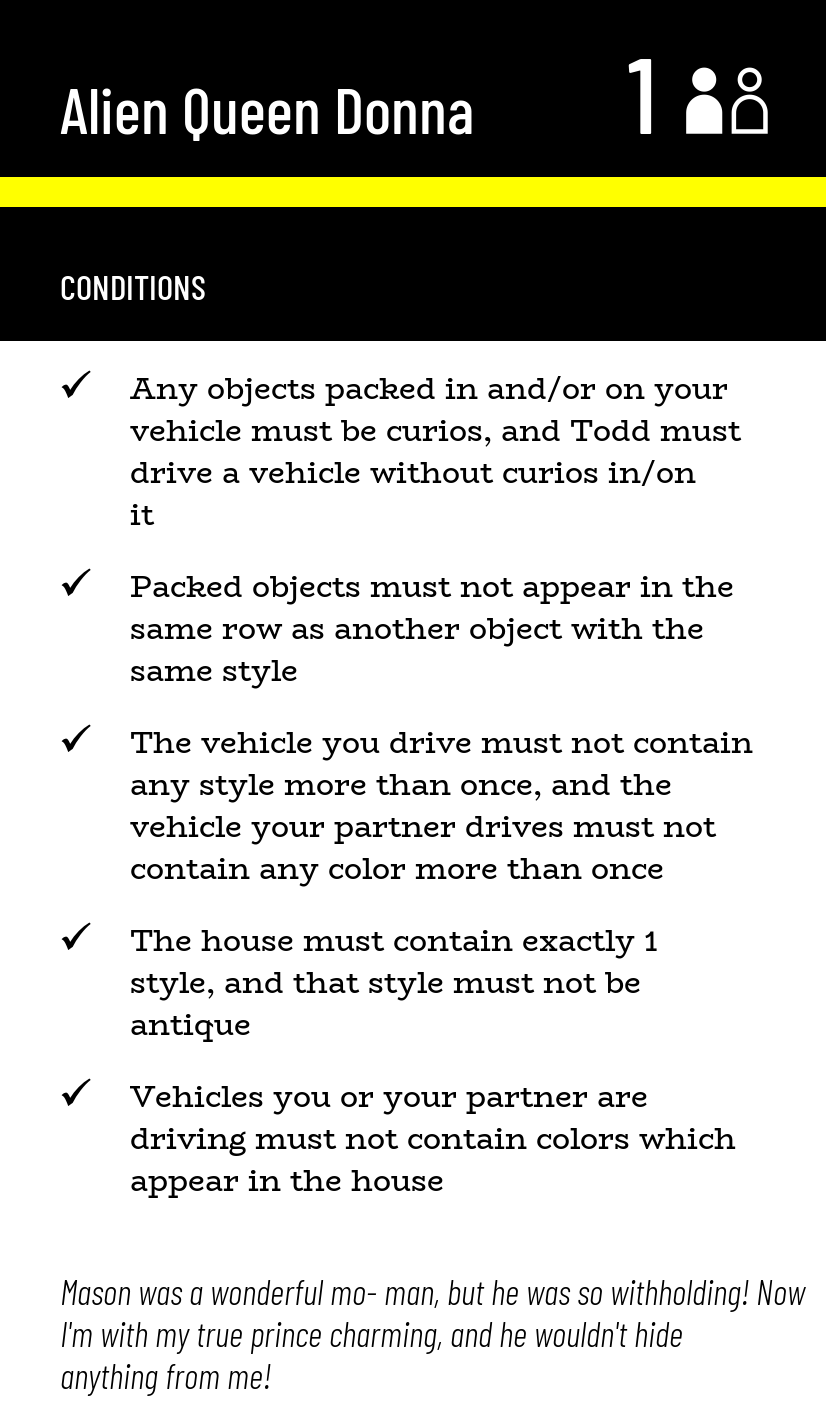 Alien Queen Donna 1
CONDITIONS
✓ Any objects packed in and/or on your
vehicle must be curios, and Todd must
drive a vehicle without curios in/on
it
✓ Packed objects must not appear in the
same row as another object with the
same style
✓ The vehicle you drive must not contain
any style more than once, and the
vehicle your partner drives must not
contain any color more than once
✓ The house must contain exactly 1
style, and that style must not be
antique
✓ Vehicles you or your partner are
driving must not contain colors which
appear in the house
Mason was a wonderful mo- man, but he was so withholding! Now
I'm with my true prince charming, and he wouldn't hide
anything from me!